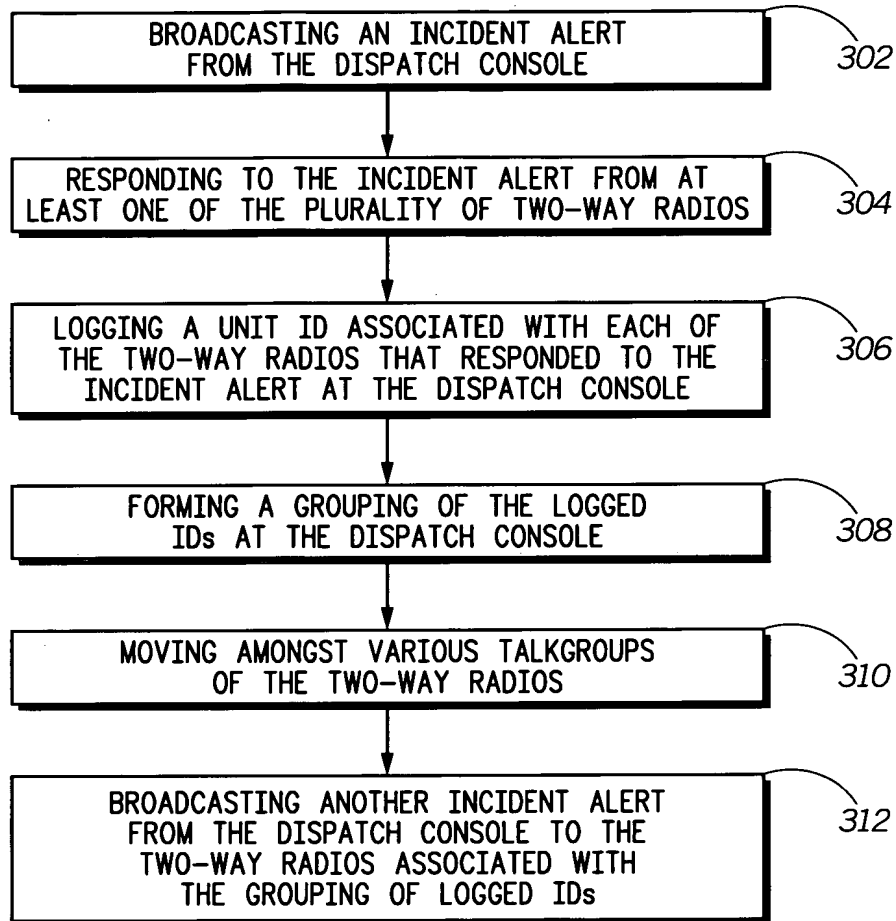 BROADCASTING AN INCIDENT ALERT
FROM THE DISPATCH CONSOLE
302
RESPONDING TO THE INCIDENT ALERT FROM AT
LEAST ONE OF THE PLURALITY OF TWO-WAY RADIOS
304
LOGGING A UNIT ID ASSOCIATED WITH EACH OF
THE TWO-WAY RADIOS THAT RESPONDED TO THE
INCIDENT ALERT AT THE DISPATCH CONSOLE
306
FORMING A GROUPING OF THE LOGGED
IDs AT THE DISPATCH CONSOLE
308
MOVING AMONGST VARIOUS TALKGROUPS
OF THE TWO-WAY RADIOS
310
BROADCASTING ANOTHER INCIDENT ALERT
FROM THE DISPATCH CONSOLE TO THE
TWO-WAY RADIOS ASSOCIATED WITH
THE GROUPING OF LOGGED IDs
312